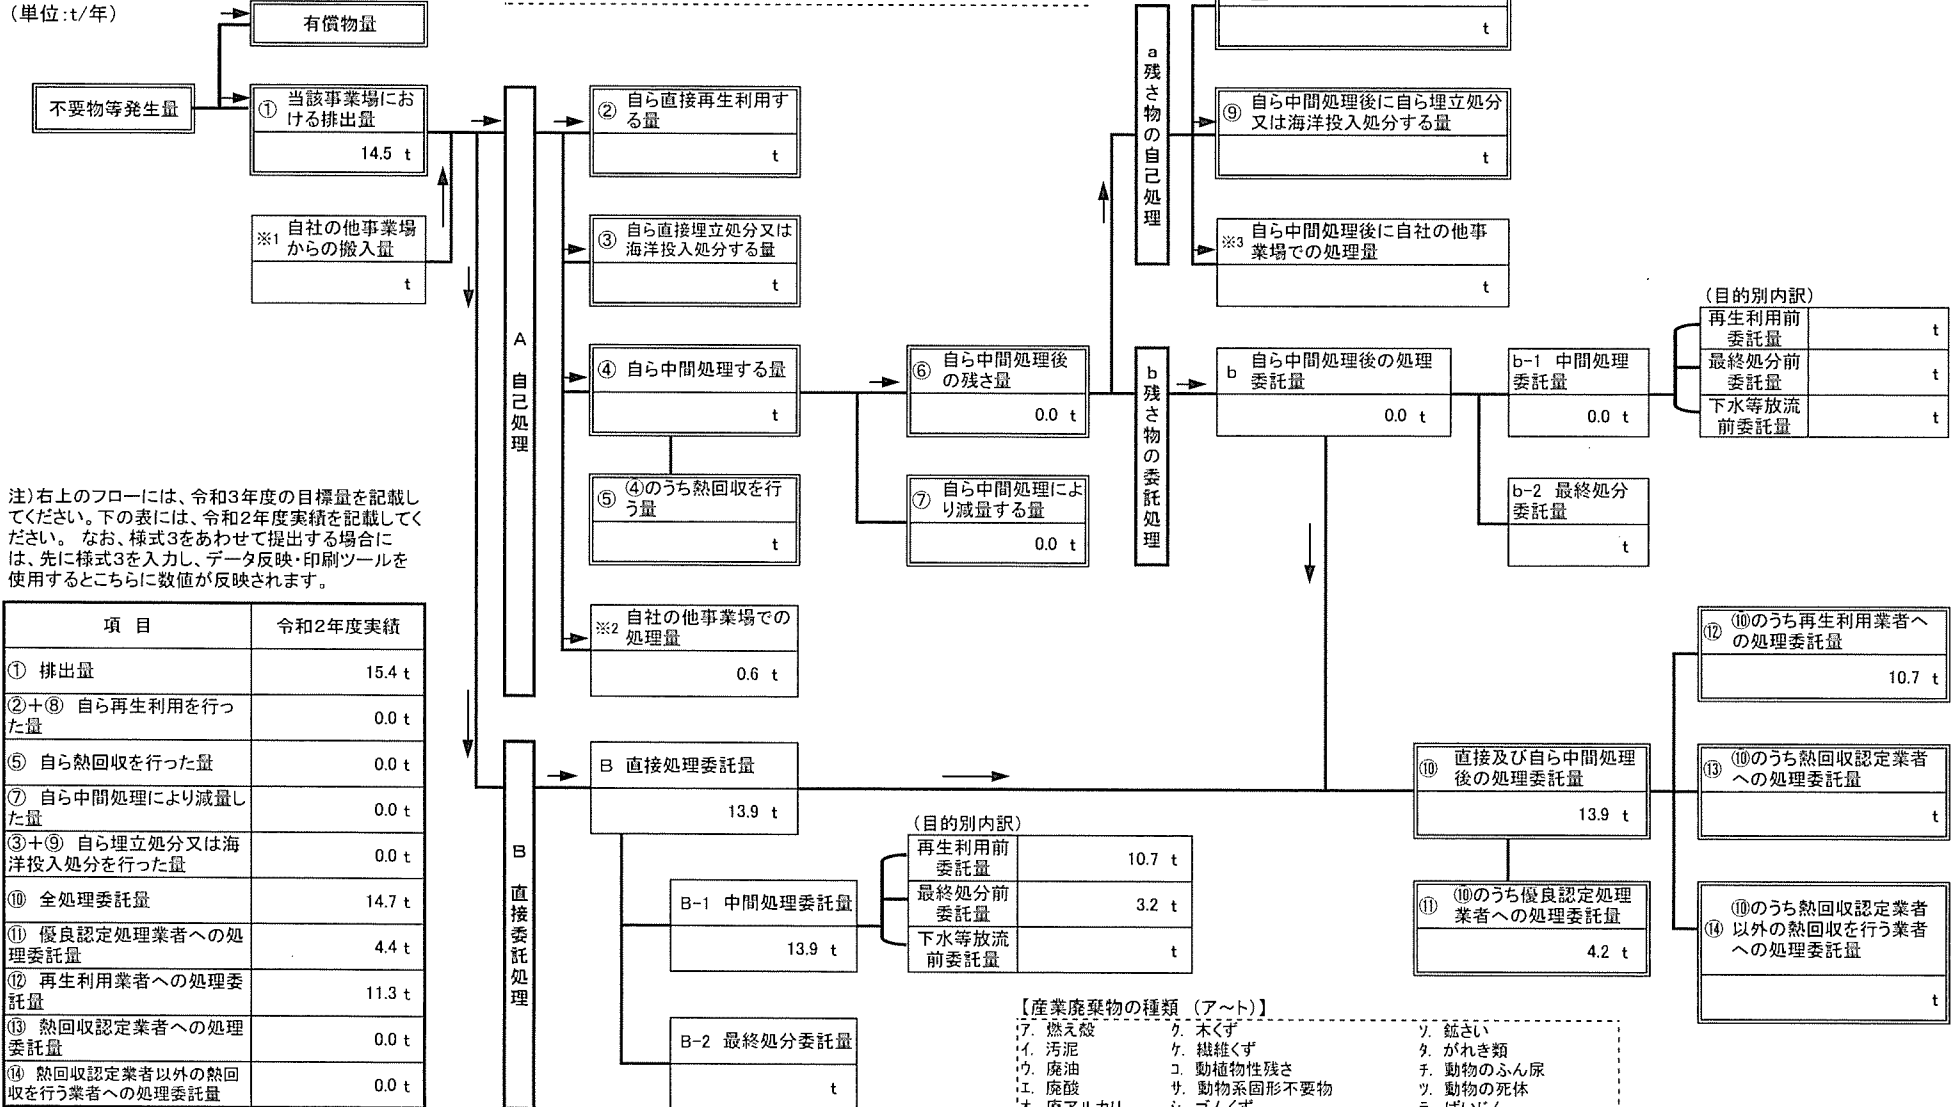 (単位:t/年)
有償物量
不要物等発生量
① 当該事業場にお
ける排出量
14.5 t
※1 自社の他事業場
からの搬入量
t
A 自己処理
② 自ら直接再生利用す
る量
t
③ 自ら直接埋立処分又は
海洋投入処分する量
t
④ 自ら中間処理する量
t
⑤ ④のうち熱回収を行
う量
t
※2 自社の他事業場での
処理量
0.6 t
⑥ 自ら中間処理後
の残さ量
0.0 t
⑦ 自ら中間処理によ
り減量する量
0.0 t
a 残さ物の自己処理
t
⑨ 自ら中間処理後に自ら埋立処分
又は海洋投入処分する量
t
※3 自ら中間処理後に自社の他事
業場での処理量
t
b 残さ物の委託処理
b 自ら中間処理後の処理
委託量
0.0 t
b-1 中間処理
委託量
0.0 t
(目的別内訳)
再生利用前
委託量
t
最終処分前
委託量
t
下水等放流
前委託量
t
b-2 最終処分
委託量
t
注)右上のフローには、令和3年度の目標量を記載し
てください。下の表には、令和2年度実績を記載してく
ださい。 なお、様式3をあわせて提出する場合に
は、先に様式3を入力し、データ反映・印刷ツールを
使用するとこちらに数値が反映されます。
項 目 令和2年度実績
① 排出量 15.4 t
②+⑧ 自ら再生利用を行っ
た量 0.0 t
⑤ 自ら熱回収を行った量 0.0 t
⑦ 自ら中間処理により減量し
た量 0.0 t
③+⑨ 自ら埋立処分又は海
洋投入処分を行った量 0.0 t
⑩ 全処理委託量 14.7 t
⑪ 優良認定処理業者への処
理委託量 4.4 t
⑫ 再生利用業者への処理委
託量 11.3 t
⑬ 熱回収認定業者への処理
委託量 0.0 t
⑭ 熱回収認定業者以外の熱回
収を行う業者への処理委託量 0.0 t
B 直接委託処理
B 直接処理委託量
13.9 t
B-1 中間処理委託量
13.9 t
(目的別内訳)
再生利用前
委託量
10.7 t
最終処分前
委託量
3.2 t
下水等放流
前委託量
t
B-2 最終処分委託量
t
⑩ 直接及び自ら中間処理
後の処理委託量
13.9 t
⑪ ⑩のうち優良認定処理
業者への処理委託量
4.2 t
⑫ ⑩のうち再生利用業者へ
の処理委託量
10.7 t
⑬ ⑩のうち熱回収認定業者
への処理委託量
t
⑭ ⑩のうち熱回収認定業者
以外の熱回収を行う業者
への処理委託量
t
【産業廃棄物の種類 (ア~ト)】
ア. 燃え殻 ク. 木くず ソ. 鉱さい
イ. 汚泥 ケ. 繊維くず タ. がれき類
ウ. 廃油 コ. 動植物性残さ チ. 動物のふん尿
エ. 廃酸 サ. 動物系固形不要物 ツ. 動物の死体